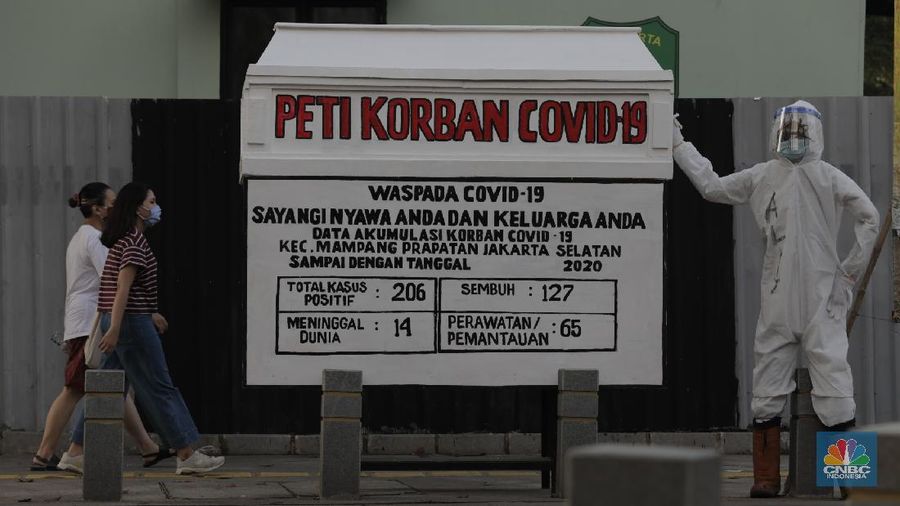 PETI KORBAN COVID-19
WASPADA COVID-19
SAYANGI NYAWA ANDA DAN KELUARGA ANDA
DATA AKUMULASI KORBAN COVID-19
KEC. MAMPANG PRAPATAN JAKARTA SELATAN
SAMPAI DENGAN TANGGAL 2020
TOTAL KASUS POSITIF : 206
SEMBUH : 127
MENINGGAL DUNIA : 14
PERAWATAN/ PEMANTAUAN : 65
CNBC
INDONESIA